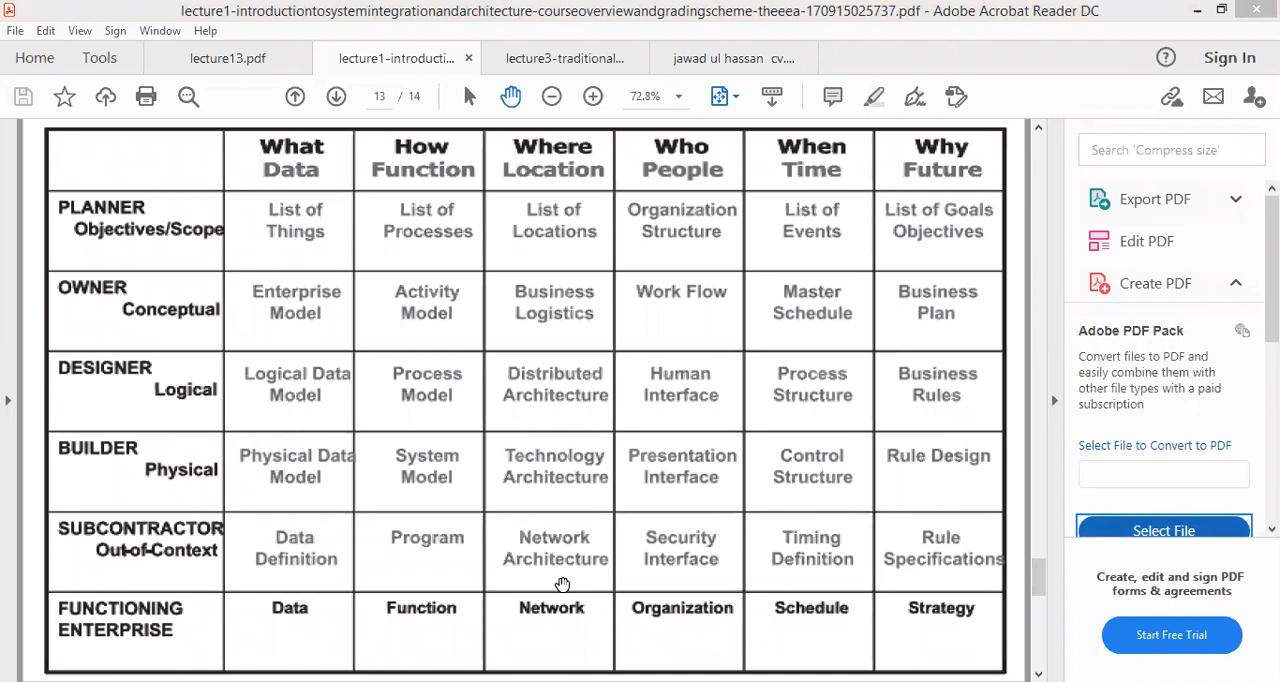 lecture1-introductiontosystemintegrationandarchitecture-courseoverviewandgradingscheme-theeea-170915025737.pdf - Adobe Acrobat Reader DC
File Edit View Sign Window Help
Home Tools lecture13.pdf lecture1-introducti... × lecture3-traditional... jawad ul hassan cv.... Sign In
13 / 14 72.8%
What How Where Who When Why
Data Function Location People Time Future
PLANNER List of List of List of Organization List of List of Goals
Objectives/Scope Things Processes Locations Structure Events Objectives
OWNER Enterprise Activity Business Work Flow Master Business
Conceptual Model Model Logistics Schedule Plan
DESIGNER Logical Data Process Distributed Human Process Business
Logical Model Model Architecture Interface Structure Rules
BUILDER Physical Data System Technology Presentation Control Rule Design
Physical Model Model Architecture Interface Structure
SUBCONTRACTOR Data Program Network Security Timing Rule
Out-of-Context Definition Architecture Interface Definition Specifications
FUNCTIONING Data Function Network Organization Schedule Strategy
ENTERPRISE
Search 'Compress size'
Export PDF
Edit PDF
Create PDF
Adobe PDF Pack
Convert files to PDF and
easily combine them with
other file types with a paid
subscription
Select File to Convert to PDF
Select File
Create, edit and sign PDF
forms & agreements
Start Free Trial